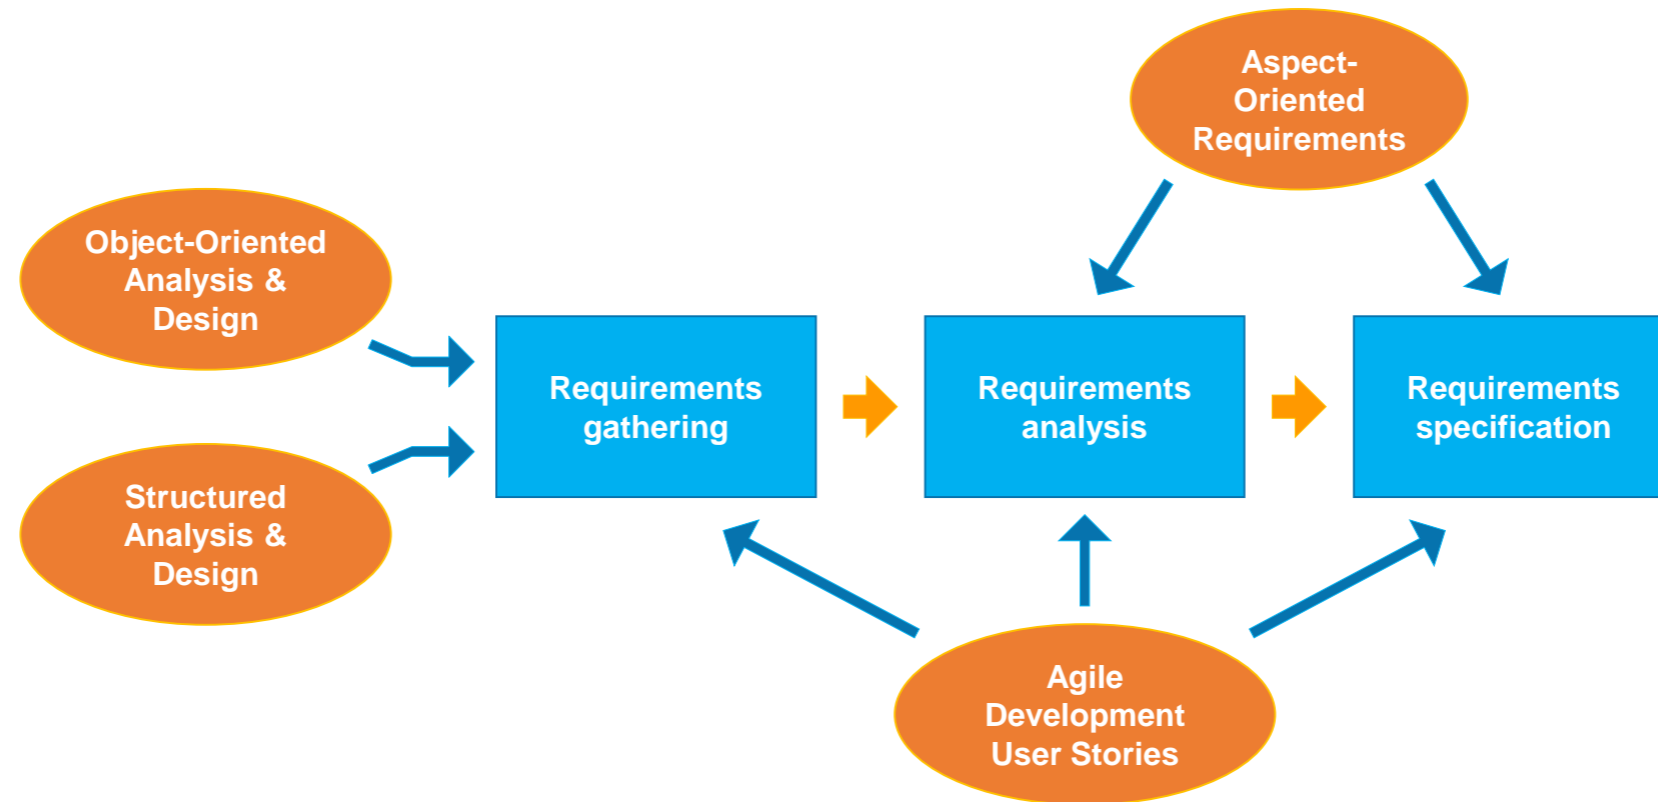 Aspect-
Oriented
Requirements
Object-Oriented
Analysis &
Design
Requirements
gathering
Requirements
analysis
Requirements
specification
Structured
Analysis &
Design
Agile
Development
User Stories